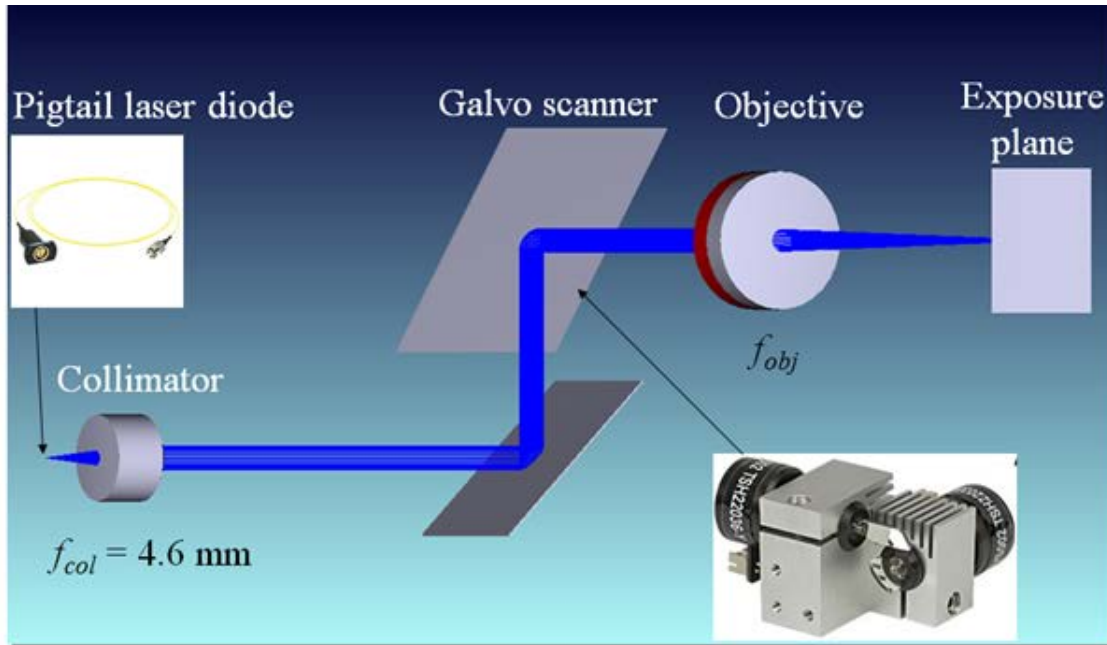 Pigtail laser diode
Galvo scanner
Objective
Exposure
plane
Collimator
f_obj
f_col = 4.6 mm